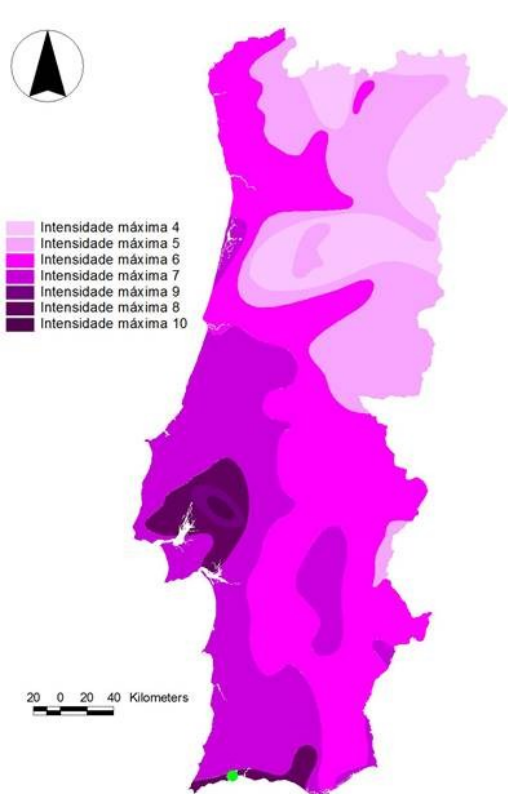 Intensidade máxima 4
Intensidade máxima 5
Intensidade máxima 6
Intensidade máxima 7
Intensidade máxima 9
Intensidade máxima 8
Intensidade máxima 10
20 0 20 40 Kilometers